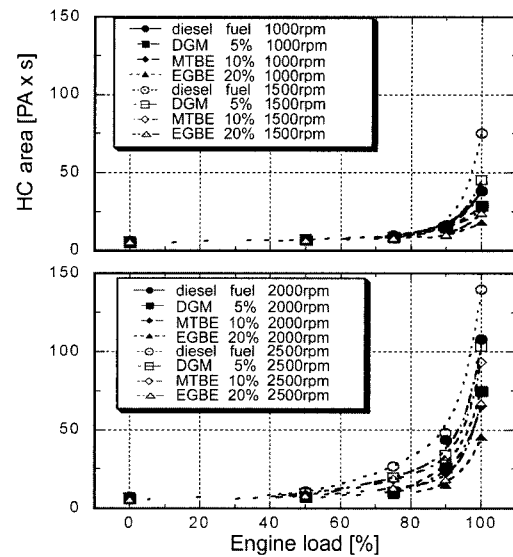 150
100
50
0
HC area [PA x s]
diesel fuel 1000rpm
DGM 5% 1000rpm
MTBE 10% 1000rpm
EGBE 20% 1000rpm
diesel fuel 1500rpm
DGM 5% 1500rpm
MTBE 10% 1500rpm
EGBE 20% 1500rpm
150
100
50
0
diesel fuel 2000rpm
DGM 5% 2000rpm
MTBE 10% 2000rpm
EGBE 20% 2000rpm
diesel fuel 2500rpm
DGM 5% 2500rpm
MTBE 10% 2500rpm
EGBE 20% 2500rpm
0 20 40 60 80 100
Engine load [%]